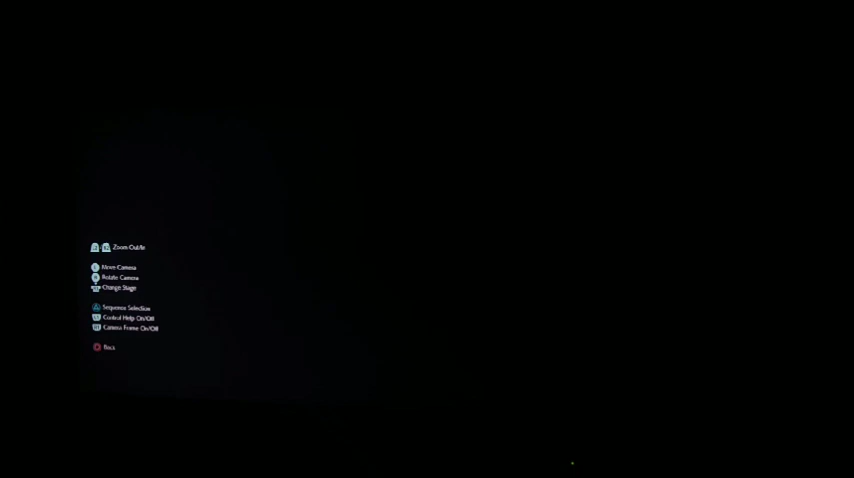 Zoom Out/In
Move Camera
Rotate Camera
Change Stage
Sequence Selection
Control Help On/Off
Camera Frame On/Off
Back